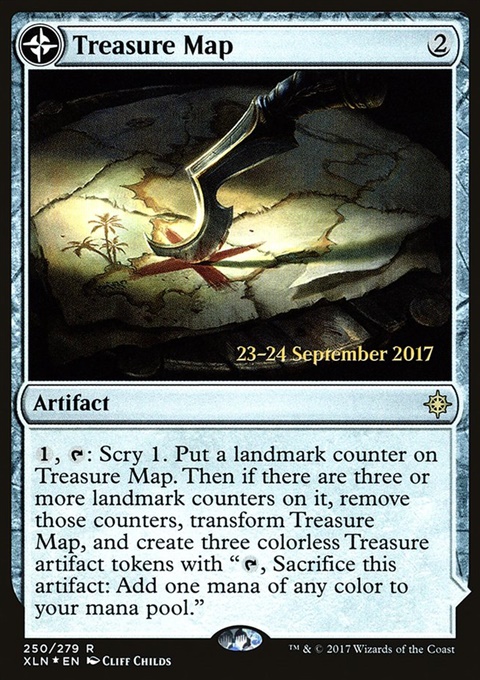 Treasure Map 2
23–24 September 2017
Artifact
1, : Scry 1. Put a landmark counter on
Treasure Map. Then if there are three or
more landmark counters on it, remove
those counters, transform Treasure
Map, and create three colorless Treasure
artifact tokens with “ , Sacrifice this
artifact: Add one mana of any color to
your mana pool.”
250/279 R
XLN ★ EN Cliff Childs
™ & © 2017 Wizards of the Coast